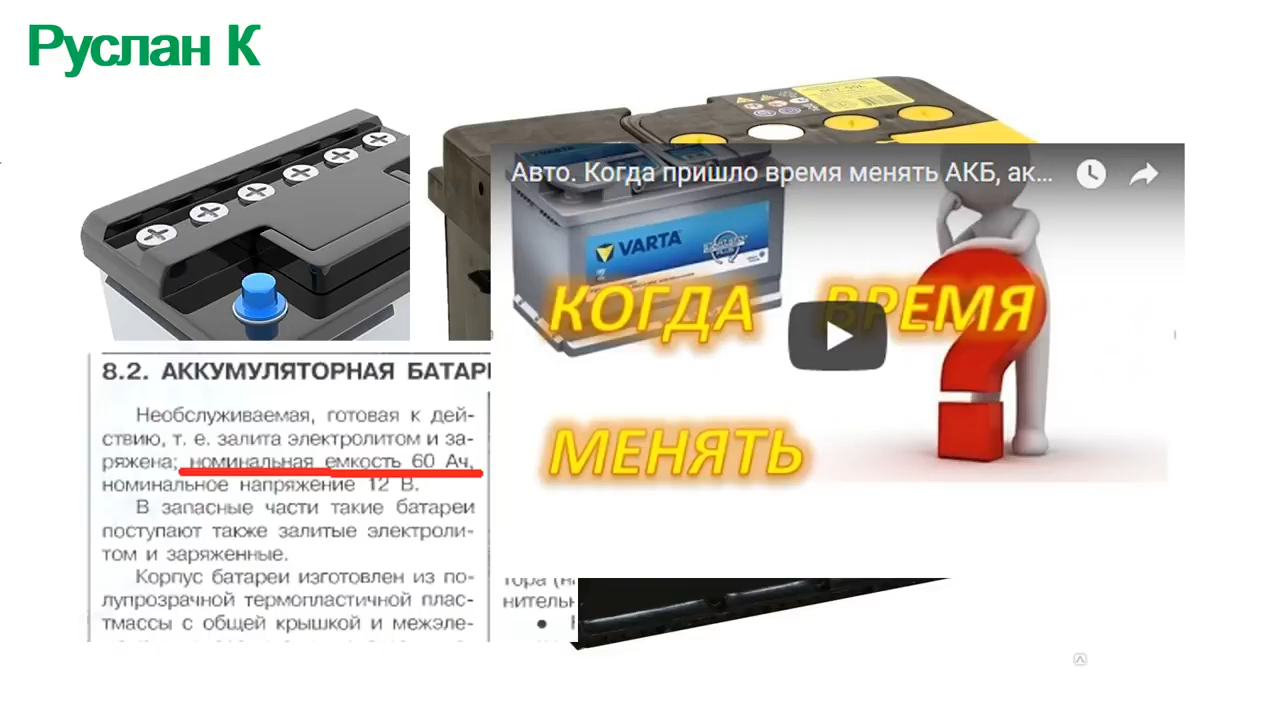 Руслан К
Авто. Когда пришло время менять АКБ, ак...
VARTA
КОГДА ВРЕМЯ
МЕНЯТЬ
8.2. АККУМУЛЯТОРНАЯ БАТАР
Необслуживаемая, готовая к дей-
ствию, т. е. залита электролитом и за-
ряжена; номинальная емкость 60 Ач,
номинальное напряжение 12 В.
В запасные части такие батареи
поступают также залитые электроли-
том и заряженные.
Корпус батареи изготовлен из по-
лупрозрачной термопластичной плас-
тмассы с общей крышкой и межэле-
тора (н
нительн